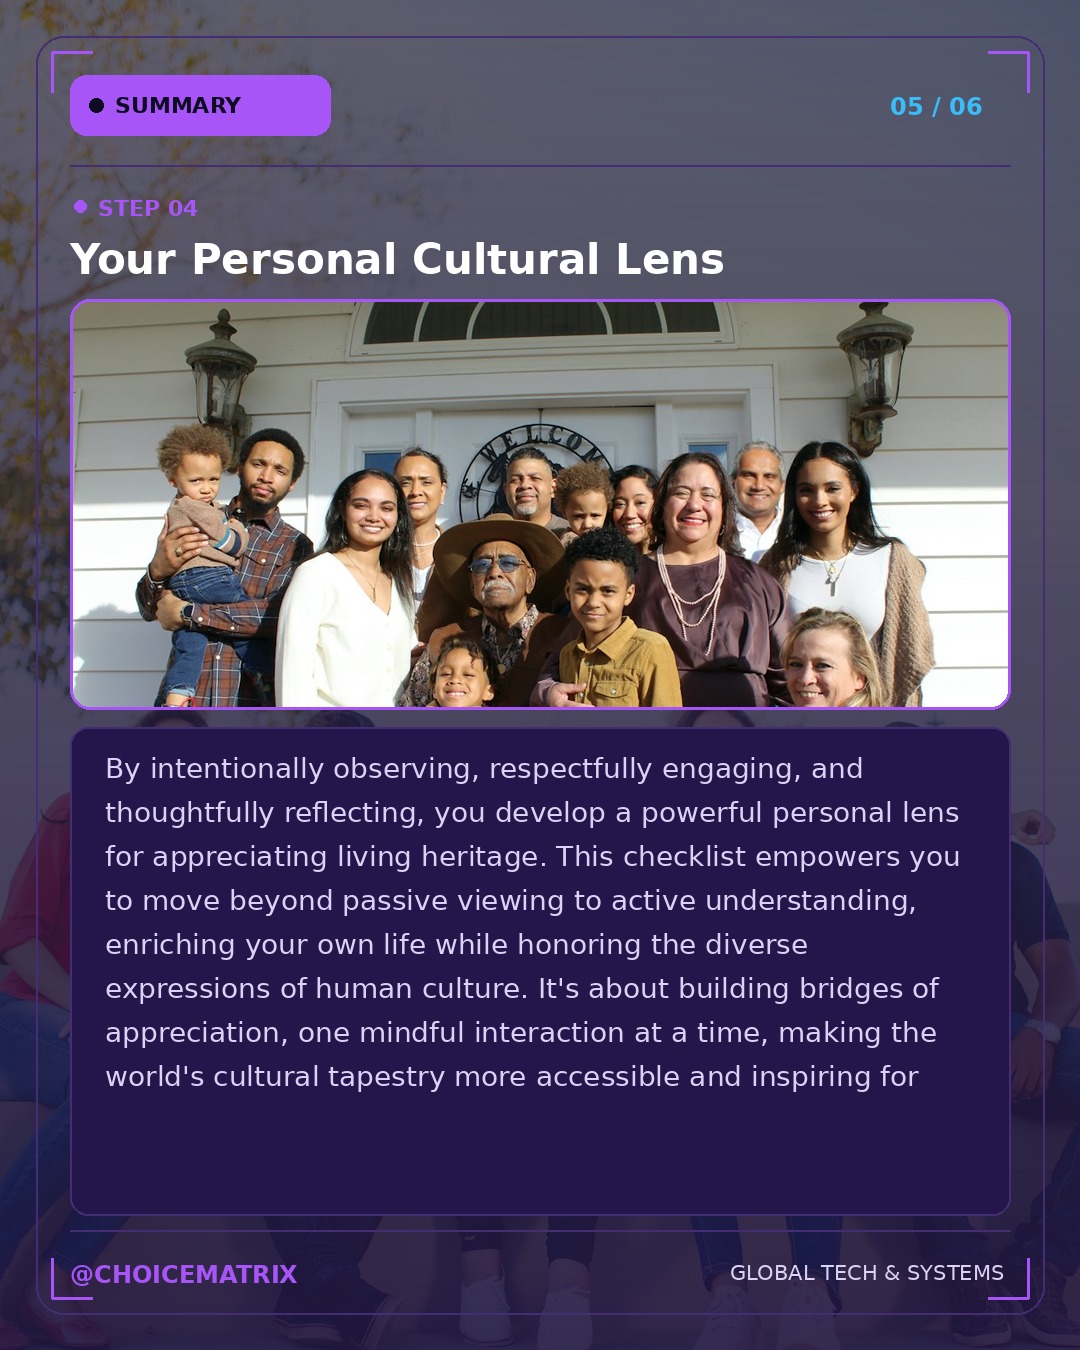 SUMMARY
05 / 06
STEP 04
Your Personal Cultural Lens
WELCOM
By intentionally observing, respectfully engaging, and
thoughtfully reflecting, you develop a powerful personal lens
for appreciating living heritage. This checklist empowers you
to move beyond passive viewing to active understanding,
enriching your own life while honoring the diverse
expressions of human culture. It's about building bridges of
appreciation, one mindful interaction at a time, making the
world's cultural tapestry more accessible and inspiring for
@CHOICEMATRIX
GLOBAL TECH & SYSTEMS